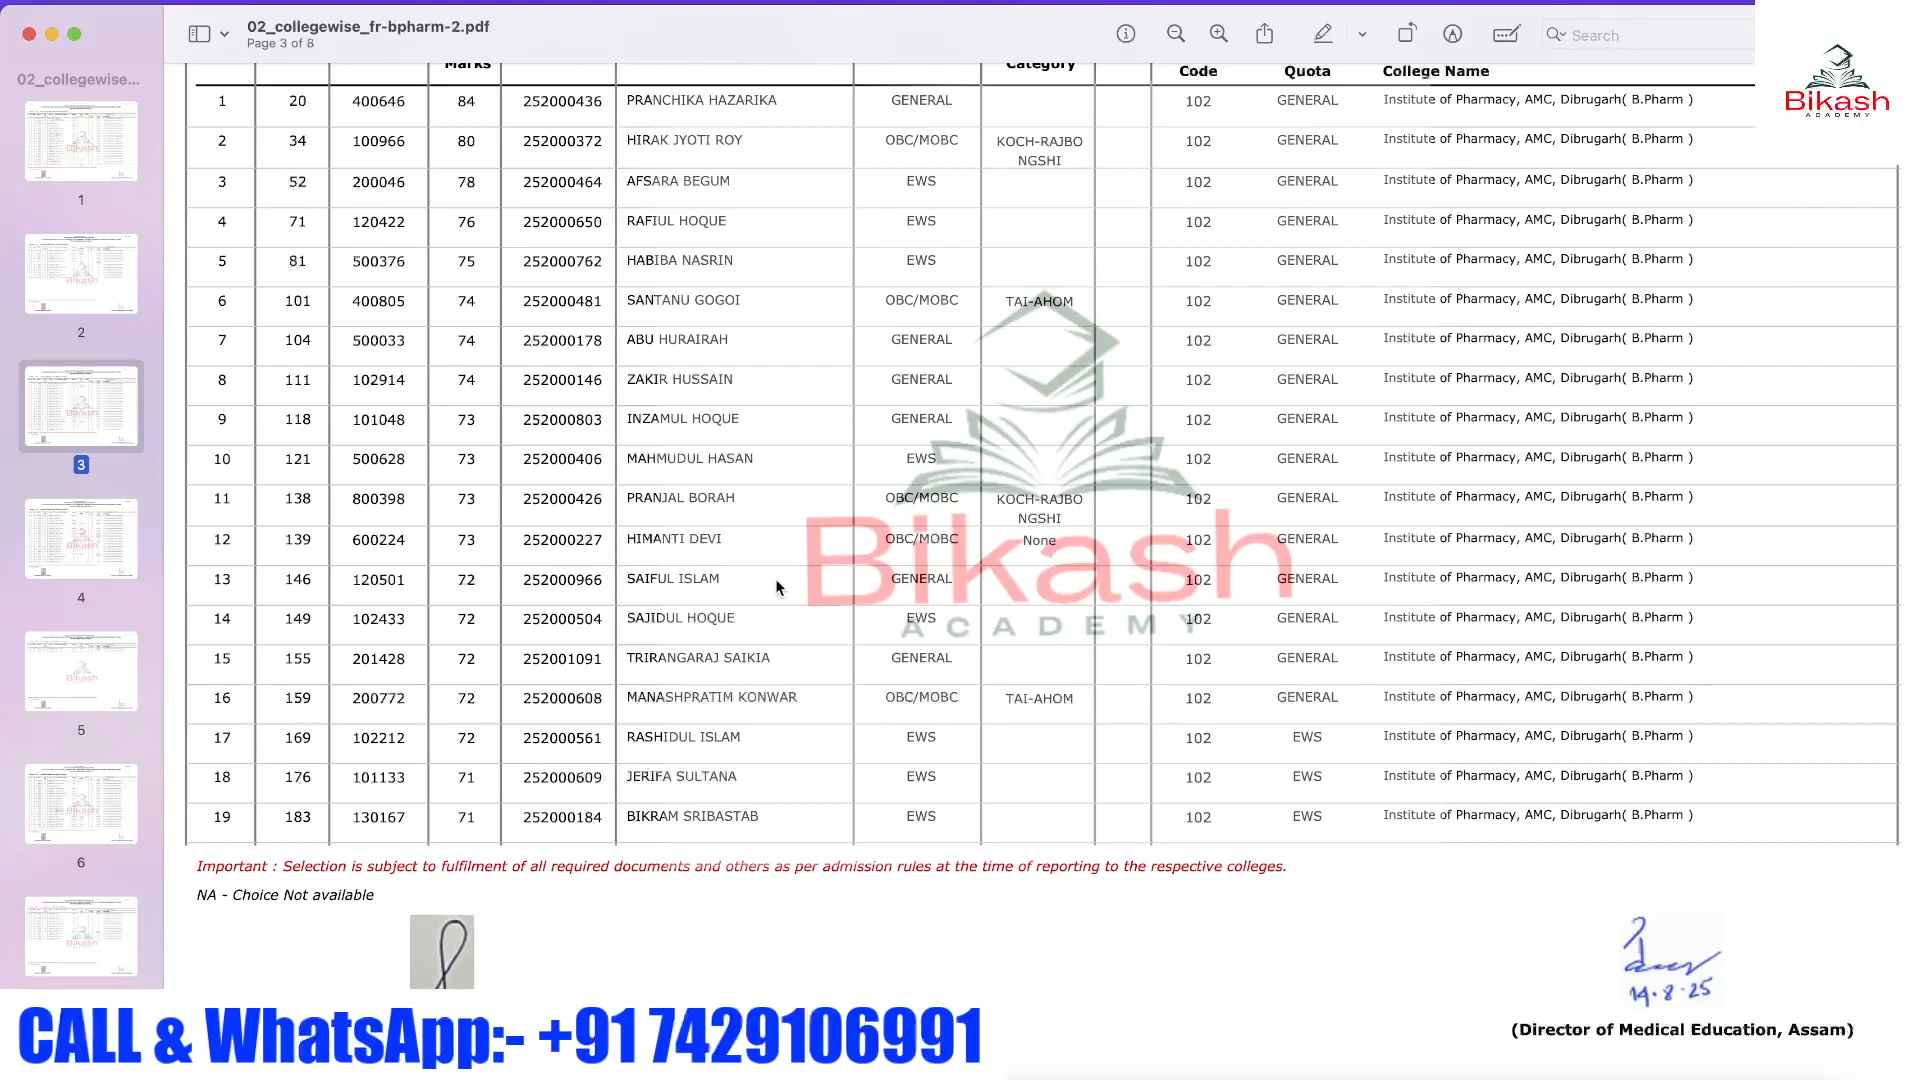 02_collegewise_fr-bpharm-2.pdf
Page 3 of 8
Search
02_collegewise...
Bikash
ACADEMY
Marks Category Code Quota College Name
1 20 400646 84 252000436 PRANCHIKA HAZARIKA GENERAL 102 GENERAL Institute of Pharmacy, AMC, Dibrugarh( B.Pharm )
2 34 100966 80 252000372 HIRAK JYOTI ROY OBC/MOBC KOCH-RAJBO 102 GENERAL Institute of Pharmacy, AMC, Dibrugarh( B.Pharm )
NGSHI
3 52 200046 78 252000464 AFSARA BEGUM EWS 102 GENERAL Institute of Pharmacy, AMC, Dibrugarh( B.Pharm )
4 71 120422 76 252000650 RAFIUL HOQUE EWS 102 GENERAL Institute of Pharmacy, AMC, Dibrugarh( B.Pharm )
5 81 500376 75 252000762 HABIBA NASRIN EWS 102 GENERAL Institute of Pharmacy, AMC, Dibrugarh( B.Pharm )
6 101 400805 74 252000481 SANTANU GOGOI OBC/MOBC TAI-AHOM 102 GENERAL Institute of Pharmacy, AMC, Dibrugarh( B.Pharm )
7 104 500033 74 252000178 ABU HURAIRAH GENERAL 102 GENERAL Institute of Pharmacy, AMC, Dibrugarh( B.Pharm )
8 111 102914 74 252000146 ZAKIR HUSSAIN GENERAL 102 GENERAL Institute of Pharmacy, AMC, Dibrugarh( B.Pharm )
9 118 101048 73 252000803 INZAMUL HOQUE GENERAL 102 GENERAL Institute of Pharmacy, AMC, Dibrugarh( B.Pharm )
10 121 500628 73 252000406 MAHMUDUL HASAN EWS 102 GENERAL Institute of Pharmacy, AMC, Dibrugarh( B.Pharm )
11 138 800398 73 252000426 PRANJAL BORAH OBC/MOBC KOCH-RAJBO 102 GENERAL Institute of Pharmacy, AMC, Dibrugarh( B.Pharm )
NGSHI
12 139 600224 73 252000227 HIMANTI DEVI OBC/MOBC None 102 GENERAL Institute of Pharmacy, AMC, Dibrugarh( B.Pharm )
13 146 120501 72 252000966 SAIFUL ISLAM GENERAL 102 GENERAL Institute of Pharmacy, AMC, Dibrugarh( B.Pharm )
14 149 102433 72 252000504 SAJIDUL HOQUE EWS 102 GENERAL Institute of Pharmacy, AMC, Dibrugarh( B.Pharm )
15 155 201428 72 252001091 TRIRANGARAJ SAIKIA GENERAL 102 GENERAL Institute of Pharmacy, AMC, Dibrugarh( B.Pharm )
16 159 200772 72 252000608 MANASHPRATIM KONWAR OBC/MOBC TAI-AHOM 102 GENERAL Institute of Pharmacy, AMC, Dibrugarh( B.Pharm )
17 169 102212 72 252000561 RASHIDUL ISLAM EWS 102 EWS Institute of Pharmacy, AMC, Dibrugarh( B.Pharm )
18 176 101133 71 252000609 JERIFA SULTANA EWS 102 EWS Institute of Pharmacy, AMC, Dibrugarh( B.Pharm )
19 183 130167 71 252000184 BIKRAM SRIBASTAB EWS 102 EWS Institute of Pharmacy, AMC, Dibrugarh( B.Pharm )
Bikash
ACADEMY
Important : Selection is subject to fulfilment of all required documents and others as per admission rules at the time of reporting to the respective colleges.
NA - Choice Not available
14.8.25
(Director of Medical Education, Assam)
1
2
3
4
5
6
CALL & WhatsApp:- +91 7429106991